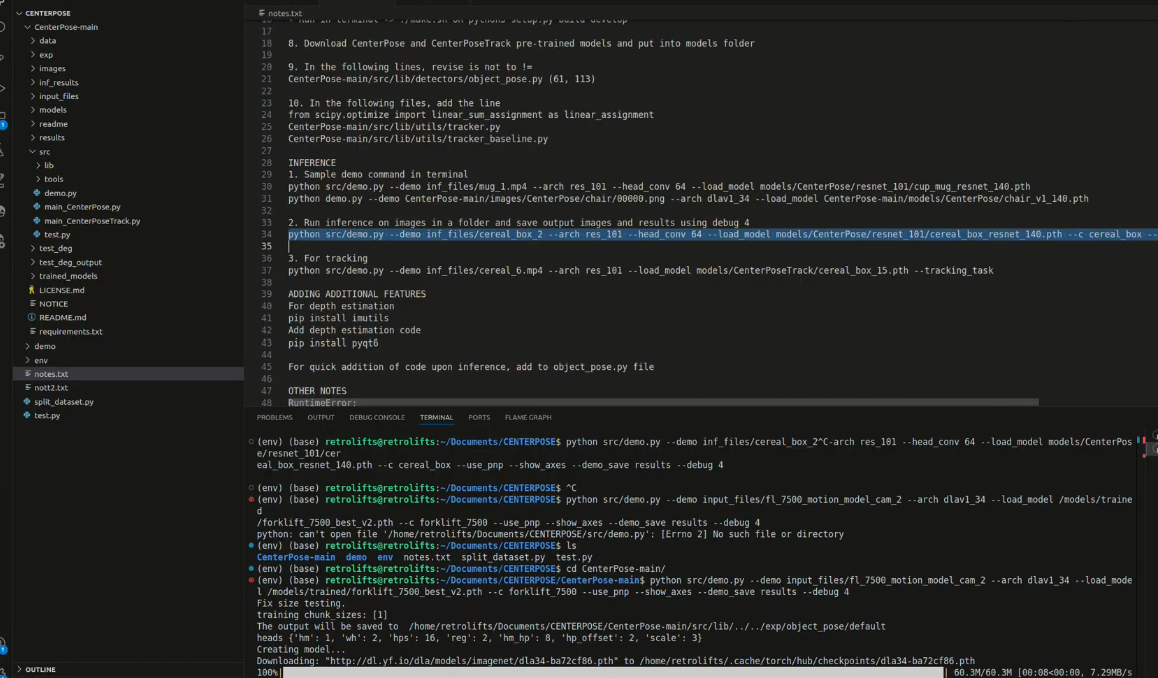 CENTERPOSE
CenterPose-main
data
exp
images
inf_results
input_files
models
readme
results
src
lib
tools
demo.py
main_CenterPose.py
main_CenterPoseTrack.py
test.py
test_deg
test_deg_output
trained_models
LICENSE.md
NOTICE
README.md
requirements.txt
demo
env
notes.txt
nott2.txt
split_dataset.py
test.py
OUTLINE
notes.txt
17
18 8. Download CenterPose and CenterPoseTrack pre-trained models and put into models folder
19
20 9. In the following lines, revise is not to !=
21 CenterPose-main/src/lib/detectors/object_pose.py (61, 113)
22
23 10. In the following files, add the line
24 from scipy.optimize import linear_sum_assignment as linear_assignment
25 CenterPose-main/src/lib/utils/tracker.py
26 CenterPose-main/src/lib/utils/tracker_baseline.py
27
28 INFERENCE
29 1. Sample demo command in terminal
30 python src/demo.py --demo inf_files/mug_1.mp4 --arch res_101 --head_conv 64 --load_model models/CenterPose/resnet_101/cup_mug_resnet_140.pth
31 python demo.py --demo CenterPose-main/images/CenterPose/chair/00000.png --arch dlav1_34 --load_model CenterPose-main/models/CenterPose/chair_v1_140.pth
32
33 2. Run inference on images in a folder and save output images and results using debug 4
34 python src/demo.py --demo inf_files/cereal_box_2 --arch res_101 --head_conv 64 --load_model models/CenterPose/resnet_101/cereal_box_resnet_140.pth --c cereal_box --
35
36 3. For tracking
37 python src/demo.py --demo inf_files/cereal_6.mp4 --arch res_101 --load_model models/CenterPoseTrack/cereal_box_15.pth --tracking_task
38
39 ADDING ADDITIONAL FEATURES
40 For depth estimation
41 pip install imutils
42 Add depth estimation code
43 pip install pyqt6
44
45 For quick addition of code upon inference, add to object_pose.py file
46
47 OTHER NOTES
48 RuntimeError:
PROBLEMS OUTPUT DEBUG CONSOLE TERMINAL PORTS FLAME GRAPH
(env) (base) retrolifts@retrolifts:~/Documents/CENTERPOSE$ python src/demo.py --demo inf_files/cereal_box_2^C-arch res_101 --head_conv 64 --load_model models/CenterPos
e/resnet_101/cer
eal_box_resnet_140.pth --c cereal_box --use_pnp --show_axes --demo_save results --debug 4
(env) (base) retrolifts@retrolifts:~/Documents/CENTERPOSE$ ^C
(env) (base) retrolifts@retrolifts:~/Documents/CENTERPOSE$ python src/demo.py --demo input_files/fl_7500_motion_model_cam_2 --arch dlav1_34 --load_model /models/traine
d
/forklift_7500_best_v2.pth --c forklift_7500 --use_pnp --show_axes --demo_save results --debug 4
python: can't open file '/home/retrolifts/Documents/CENTERPOSE/src/demo.py': [Errno 2] No such file or directory
(env) (base) retrolifts@retrolifts:~/Documents/CENTERPOSE$ ls
CenterPose-main demo env notes.txt split_dataset.py test.py
(env) (base) retrolifts@retrolifts:~/Documents/CENTERPOSE$ cd CenterPose-main/
(env) (base) retrolifts@retrolifts:~/Documents/CENTERPOSE/CenterPose-main$ python src/demo.py --demo input_files/fl_7500_motion_model_cam_2 --arch dlav1_34 --load_mode
l /models/trained/forklift_7500_best_v2.pth --c forklift_7500 --use_pnp --show_axes --demo_save results --debug 4
Fix size testing.
training chunk_sizes: [1]
The output will be saved to /home/retrolifts/Documents/CENTERPOSE/CenterPose-main/src/lib/../../exp/object_pose/default
heads {'hm': 1, 'wh': 2, 'hps': 16, 'reg': 2, 'hm_hp': 8, 'hp_offset': 2, 'scale': 3}
Creating model...
Downloading: "http://dl.yf.io/dla/models/imagenet/dla34-ba72cf86.pth" to /home/retrolifts/.cache/torch/hub/checkpoints/dla34-ba72cf86.pth
100%| | 60.3M/60.3M [00:08<00:00, 7.29MB/s